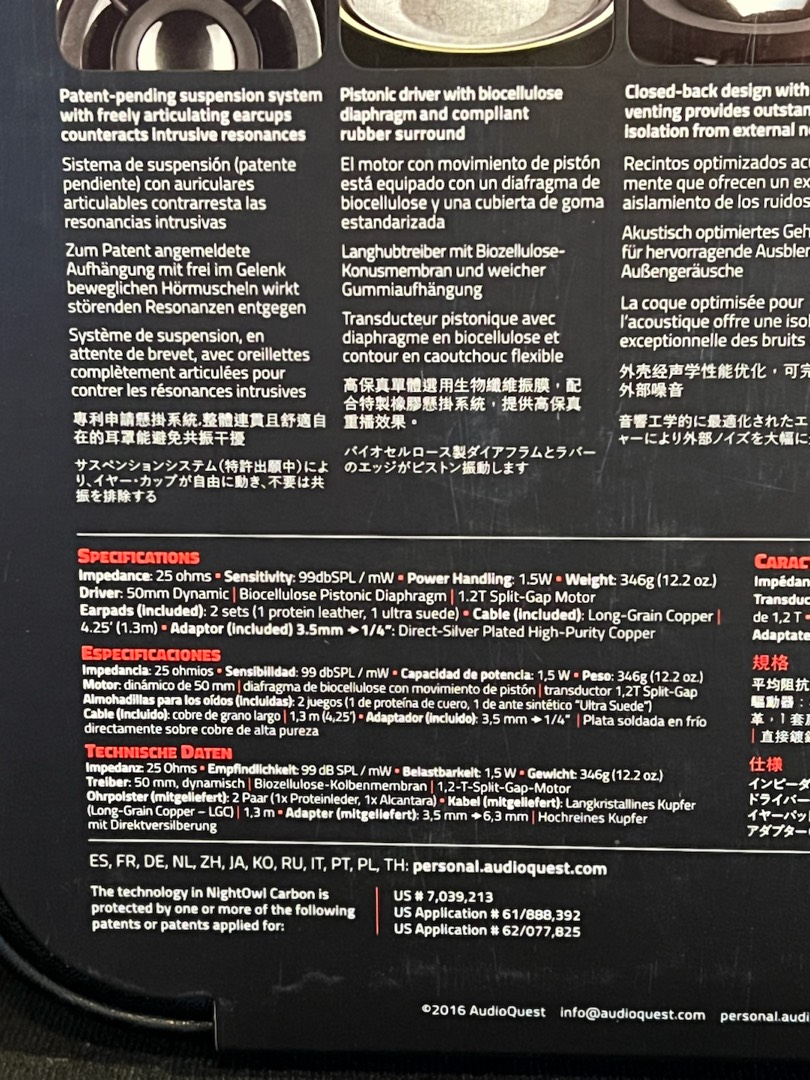 Patent-pending suspension system
with freely articulating earcups
counteracts intrusive resonances
Sistema de suspensión (patente
pendiente) con auriculares
articulables contrarresta las
resonancias intrusivas
Zum Patent angemeldete
Aufhängung mit frei im Gelenk
beweglichen Hörmuscheln wirkt
störenden Resonanzen entgegen
Système de suspension, en
attente de brevet, avec oreillettes
complètement articulées pour
contrer les résonances intrusives
專利申請懸掛系統,整體連貫且舒適自
在的耳罩能避免共振干擾
サスペンションシステム(特許出願中)によ
り、イヤー・カップが自由に動き、不要は共
振を排除する
Pistonic driver with biocellulose
diaphragm and compliant
rubber surround
El motor con movimiento de pistón
está equipado con un diafragma de
biocellulose y una cubierta de goma
estandarizada
Langhubtreiber mit Biozellulose-
Konusmembran und weicher
Gummiaufhängung
Transducteur pistonique avec
diaphragme en biocellulose et
contour en caoutchouc flexible
高保真單體選用生物纖維振膜，配
合特製橡膠懸掛系統，提供高保真
重播效果。
バイオセルロース製ダイアフラムとラバー
のエッジがピストン振動します
Closed-back design with
venting provides outstan
isolation from external n
Recintos optimizados ac
mente que ofrecen un ex
aislamiento de los ruidos
Akustisch optimiertes Geh
für hervorragende Ausblen
Außengeräusche
La coque optimisée pour
l'acoustique offre une isol
exceptionnelle des bruits
外壳经声学性能优化，可完
外部噪音
音響工学的に最適化されたエ
ャーにより外部ノイズを大幅に
SPECIFICATIONS
Impedance: 25 ohms ▪ Sensitivity: 99dbSPL / mW ▪ Power Handling: 1.5W ▪ Weight: 346g (12.2 oz.)
Driver: 50mm Dynamic | Biocellulose Pistonic Diaphragm | 1.2T Split-Gap Motor
Earpads (included): 2 sets (1 protein leather, 1 ultra suede) ▪ Cable (included): Long-Grain Copper |
4.25' (1.3m) ▪ Adaptor (included) 3.5mm ➔ 1/4": Direct-Silver Plated High-Purity Copper
ESPECIFICACIONES
Impedancia: 25 ohmios ▪ Sensibilidad: 99 dbSPL / mW ▪ Capacidad de potencia: 1,5 W ▪ Peso: 346g (12.2 oz.)
Motor: dinámico de 50 mm | diafragma de biocellulose con movimiento de pistón | transductor 1,2T Split-Gap
Almohadillas para los oídos (incluidas): 2 juegos (1 de proteína de cuero, 1 de ante sintético "Ultra Suede")
Cable (incluido): cobre de grano largo | 1,3 m (4,25') ▪ Adaptador (incluido): 3,5 mm ➔ 1/4" | Plata soldada en frío
directamente sobre cobre de alta pureza
TECHNISCHE DATEN
Impedanz: 25 Ohms ▪ Empfindlichkeit: 99 dB SPL / mW ▪ Belastbarkeit: 1,5 W ▪ Gewicht: 346g (12.2 oz.)
Treiber: 50 mm, dynamisch | Biozellulose-Kolbenmembran | 1,2-T-Split-Gap-Motor
Ohrpolster (mitgeliefert): 2 Paar (1x Proteinleder, 1x Alcantara) ▪ Kabel (mitgeliefert): Langkristallines Kupfer
(Long-Grain Copper – LGC) | 1,3 m ▪ Adapter (mitgeliefert): 3,5 mm ➔ 6,3 mm | Hochreines Kupfer
mit Direktversilberung
CARACT
Impédan
Transduc
de 1,2 T ▪
Adaptate
規格
平均阻抗
驅動器：
革，1 套真
| 直接鍍銀
仕様
インピーダ
ドライバー
イヤーパッ
アダプター
ES, FR, DE, NL, ZH, JA, KO, RU, IT, PT, PL, TH: personal.audioquest.com
The technology in NightOwl Carbon is
protected by one or more of the following
patents or patents applied for:
US # 7,039,213
US Application # 61/888,392
US Application # 62/077,825
©2016 AudioQuest info@audioquest.com personal.audi